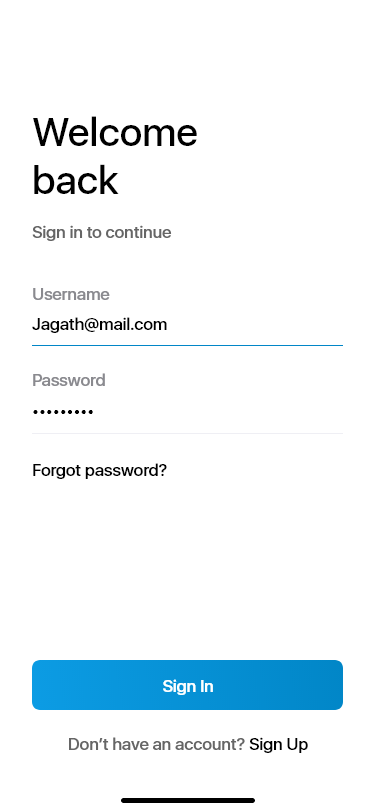 Welcome
back
Sign in to continue
Username
Jagath@mail.com
Password
•••••••••
Forgot password?
Sign In
Don’t have an account? Sign Up